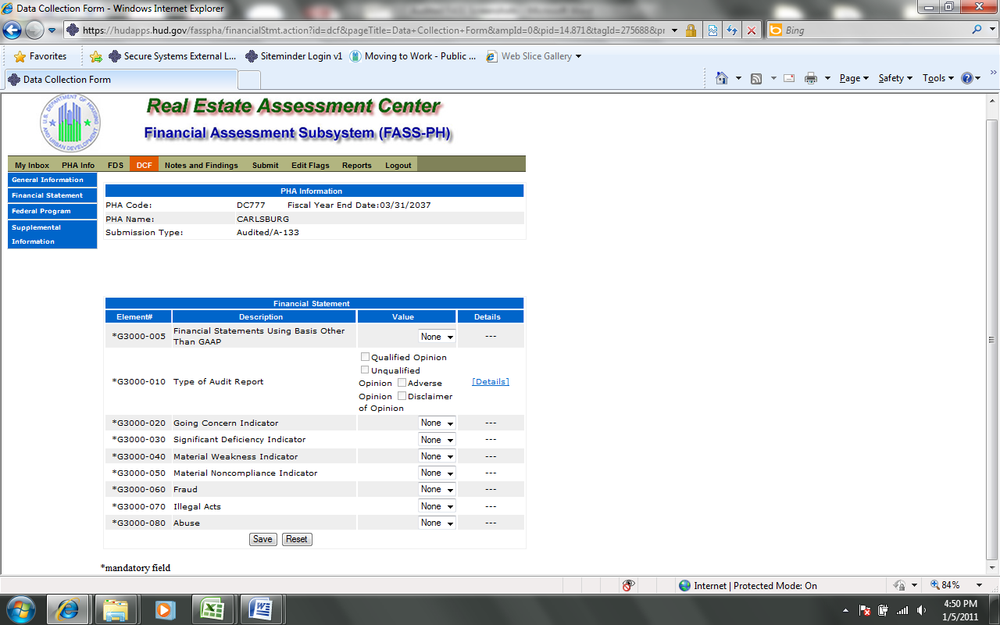 Data Collection Form - Windows Internet Explorer
https://hudapps.hud.gov/fasspha/financialStmt.action?id=dcf&pageTitle=Data+Collection+Form&ampId=0&pid=14.871&tagId=275688&pr
Bing
Favorites
Secure Systems External L...
Siteminder Login v1
Moving to Work - Public ...
Web Slice Gallery
Data Collection Form
Page
Safety
Tools
»
U.S. DEPARTMENT OF HOUSING AND URBAN DEVELOPMENT
Real Estate Assessment Center
Financial Assessment Subsystem (FASS-PH)
My Inbox PHA Info FDS DCF Notes and Findings Submit Edit Flags Reports Logout
General Information
Financial Statement
Federal Program
Supplemental
Information
PHA Information
PHA Code: DC777 Fiscal Year End Date:03/31/2037
PHA Name: CARLSBURG
Submission Type: Audited/A-133
Financial Statement
Element# Description Value Details
*G3000-005 Financial Statements Using Basis Other
Than GAAP None ---
*G3000-010 Type of Audit Report
Qualified Opinion
Unqualified
Opinion Adverse
Opinion Disclaimer
of Opinion
[Details]
*G3000-020 Going Concern Indicator None ---
*G3000-030 Significant Deficiency Indicator None ---
*G3000-040 Material Weakness Indicator None ---
*G3000-050 Material Noncompliance Indicator None ---
*G3000-060 Fraud None ---
*G3000-070 Illegal Acts None ---
*G3000-080 Abuse None ---
Save Reset
*mandatory field
Internet | Protected Mode: On
84%
4:50 PM
1/5/2011